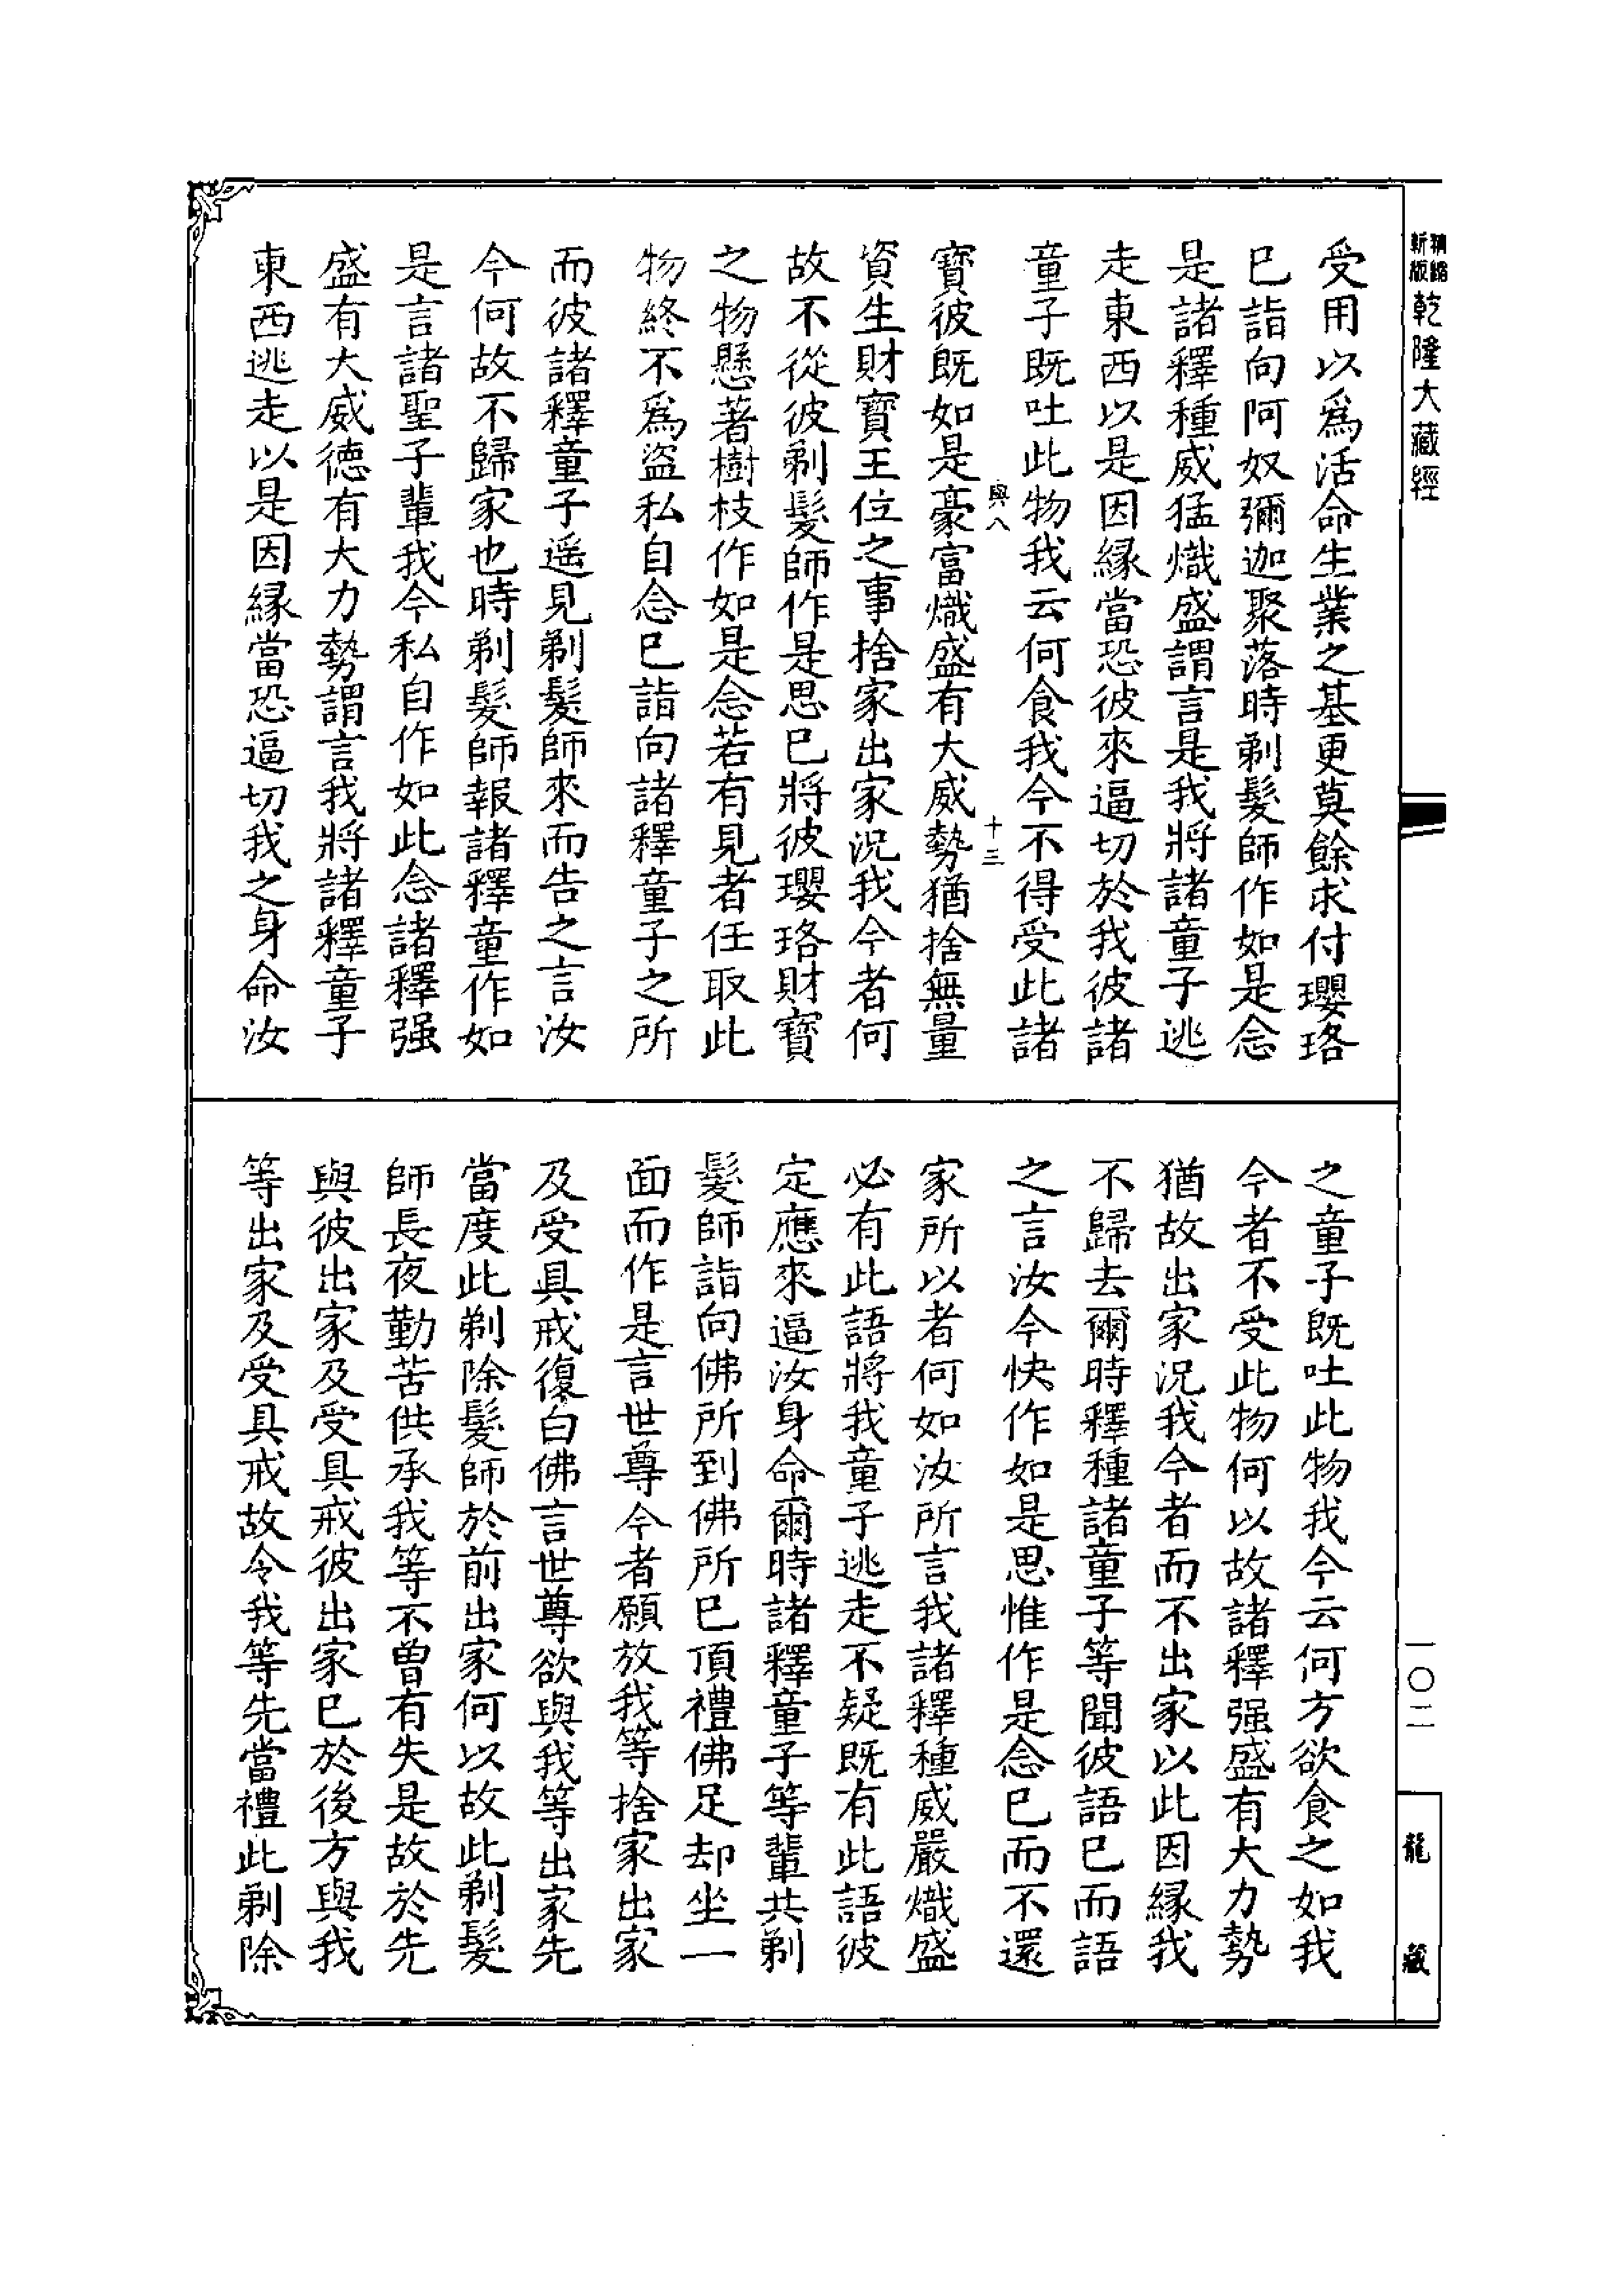 受用以為活命生業之基更莫餘求付瓔珞
已詣向阿奴彌迦聚落時剃髮師作如是念
是諸釋種威猛熾盛謂言是我將諸童子逃
走東西以是因緣當恐彼來逼切於我彼諸
童子既吐此物我云何食我今不得受此諸
寶彼既如是豪富熾盛有大威勢猶捨無量
資生財寶王位之事捨家出家況我今者何
故不從彼剃髮師作是思已將彼瓔珞財寶
之物懸著樹枝作如是念若有見者任取此
物終不為盜私自念已詣向諸釋童子之所
而彼諸釋童子遥見剃髮師來而告之言汝
今何故不歸家也時剃髮師報諸釋童作如
是言諸聖子輩我今私自作如此念諸釋强
盛有大威德有大力勢謂言我將諸釋童子
東西逃走以是因緣當恐逼切我之身命汝
之童子既吐此物我今云何方欲食之如我
今者不受此物何以故諸釋强盛有大力勢
猶故出家況我今者而不出家以此因緣我
不歸去爾時釋種諸童子等聞彼語已而語
之言汝今快作如是思惟作是念已而不還
家所以者何如汝所言我諸釋種威嚴熾盛
必有此語將我童子逃走不疑既有此語彼
定應來逼汝身命爾時諸釋童子等輩共剃
髮師詣向佛所到佛所已頂禮佛足却坐一
面而作是言世尊今者願放我等捨家出家
及受具戒復白佛言世尊欲與我等出家先
當度此剃除髮師於前出家何以故此剃髮
師長夜勤苦供承我等不曾有失是故於先
與彼出家及受具戒彼出家已於後方與我
等出家及受具戒故令我等先當禮此剃除
與八
十三
精縮
新版
乾隆大藏經
一〇二
龍藏